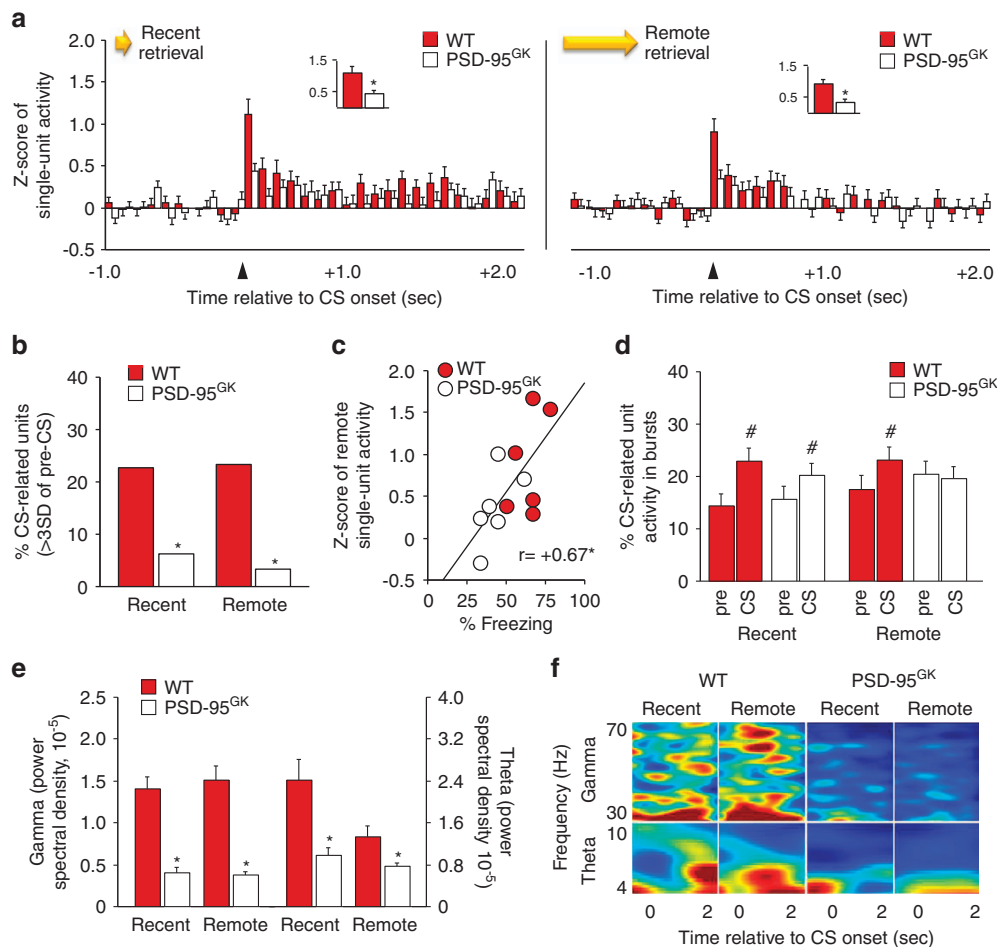 a
Recent retrieval
WT
PSD-95GK
Remote retrieval
WT
PSD-95GK
Z-score of single-unit activity
2.0
1.5
1.0
0.5
0
-0.5
1.5
0.5
*
1.5
0.5
*
-1.0
+1.0
+2.0
-1.0
+1.0
+2.0
Time relative to CS onset (sec)
Time relative to CS onset (sec)
b
WT
PSD-95GK
% CS-related units
(>3SD of pre-CS)
40
30
20
10
0
*
*
Recent
Remote
c
WT
PSD-95GK
Z-score of remote
single-unit activity
2.0
1.5
1.0
0.5
0
-0.5
r= +0.67*
0
25
50
75
100
% Freezing
d
WT
PSD-95GK
% CS-related unit
activity in bursts
40
30
20
10
0
#
#
#
pre
CS
pre
CS
pre
CS
pre
CS
Recent
Remote
e
WT
PSD-95GK
Gamma (power
spectral density, 10-5)
2.5
2.0
1.5
1.0
0.5
0
*
*
*
*
4.0
3.2
2.4
1.6
0.8
0
Theta (power
spectral density 10-5)
Recent
Remote
Recent
Remote
f
WT
PSD-95GK
Recent
Remote
Recent
Remote
Frequency (Hz)
Gamma
Theta
70
30
10
4
0
2
0
2
0
2
0
2
Time relative to CS onset (sec)